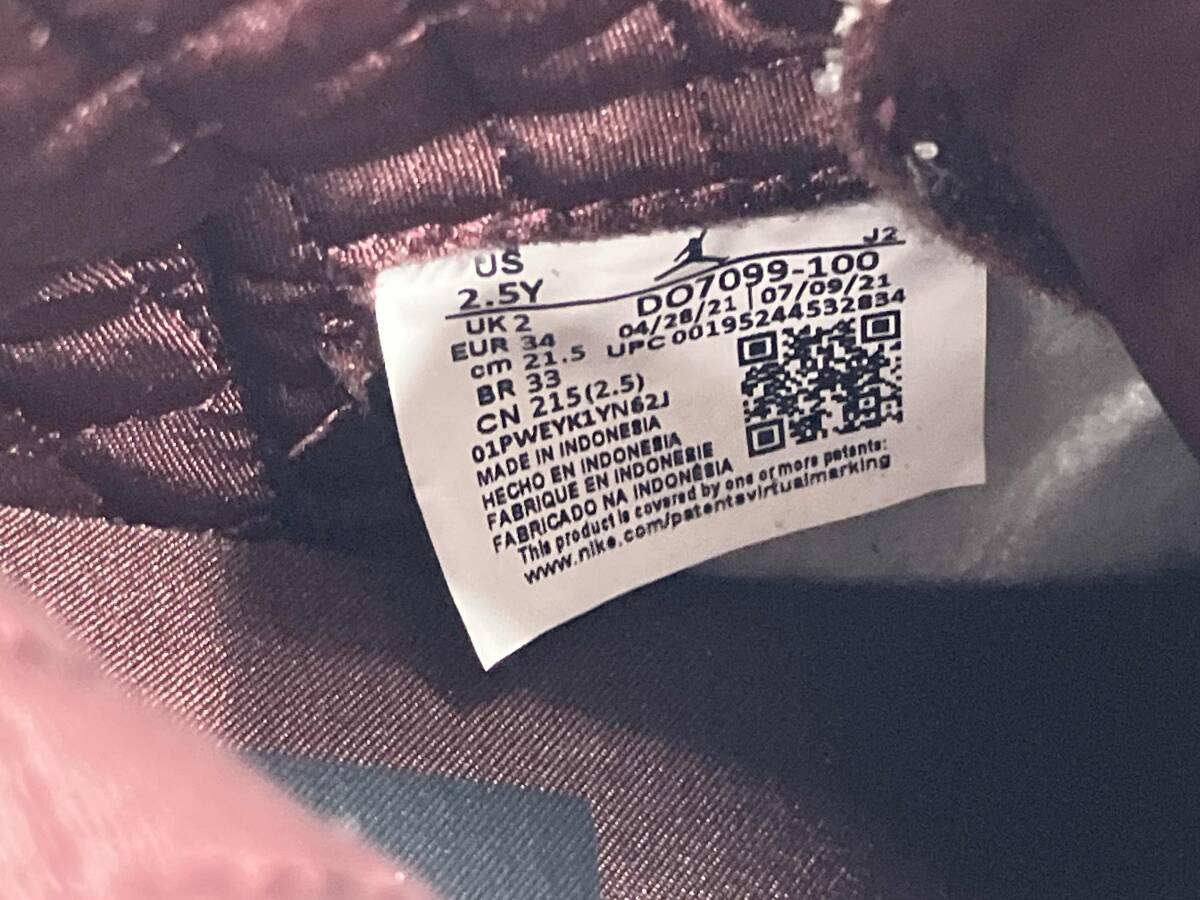 US
2.5Y
UK 2
EUR 34
cm 21.5
BR 33
CN 215(2.5)
01PWEYK1YN62J
MADE IN INDONESIA
HECHO EN INDONESIA
FABRIQUE EN INDONESIE
FABRICADO NA INDONÉSIA
This product is covered by one or more patents:
www.nike.com/patentsvirtualmarking
J2
DO7099-100
04/28/21 | 07/09/21
UPC 00195244532834